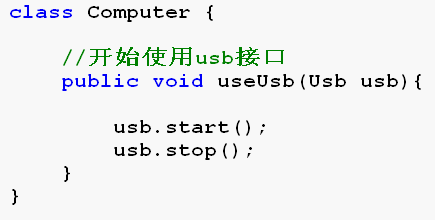 class Computer {
//开始使用usb接口
public void useUsb(Usb usb){
usb.start();
usb.stop();
}
}